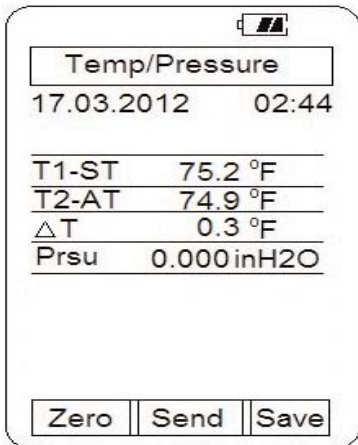 Temp/Pressure
17.03.2012 02:44
T1-ST 75.2 °F
T2-AT 74.9 °F
△T 0.3 °F
Prsu 0.000 inH2O
Zero Send Save